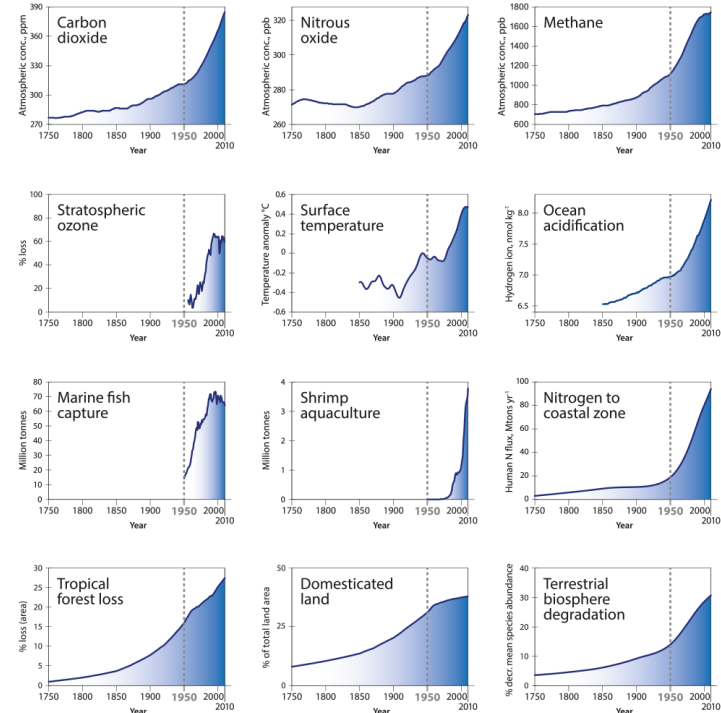 Carbon
dioxide
Atmospheric conc., ppm
390
360
330
300
270
1750 1800 1850 1900 1950 2000
2010
Year
Nitrous
oxide
Atmospheric conc., ppb
320
300
280
260
1750 1800 1850 1900 1950 2000
2010
Year
Methane
Atmospheric conc., ppb
1800
1600
1400
1200
1000
800
600
1750 1800 1850 1900 1950 2000
2010
Year
Stratospheric
ozone
% loss
100
80
60
40
20
0
1750 1800 1850 1900 1950 2000
2010
Year
Surface
temperature
Temperature anomaly °C
0.6
0.4
0.2
0
-0.2
-0.4
-0.6
1750 1800 1850 1900 1950 2000
2010
Year
Ocean
acidification
Hydrogen ion, nmol kg⁻¹
8.0
7.5
7.0
6.5
1750 1800 1850 1900 1950 2000
2010
Year
Marine fish
capture
Million tonnes
80
70
60
50
40
30
20
10
0
1750 1800 1850 1900 1950 2000
2010
Year
Shrimp
aquaculture
Million tonnes
4
3
2
1
0
1750 1800 1850 1900 1950 2000
2010
Year
Nitrogen to
coastal zone
Human N flux, Mtons yr⁻¹
100
80
60
40
20
0
1750 1800 1850 1900 1950 2000
2010
Year
Tropical
forest loss
% loss (area)
30
25
20
15
10
5
0
1750 1800 1850 1900 1950 2000
2010
Year
Domesticated
land
% of total land area
50
25
0
1750 1800 1850 1900 1950 2000
2010
Year
Terrestrial
biosphere
degradation
% decr. mean species abundance
40
30
20
10
0
1750 1800 1850 1900 1950 2000
2010
Year